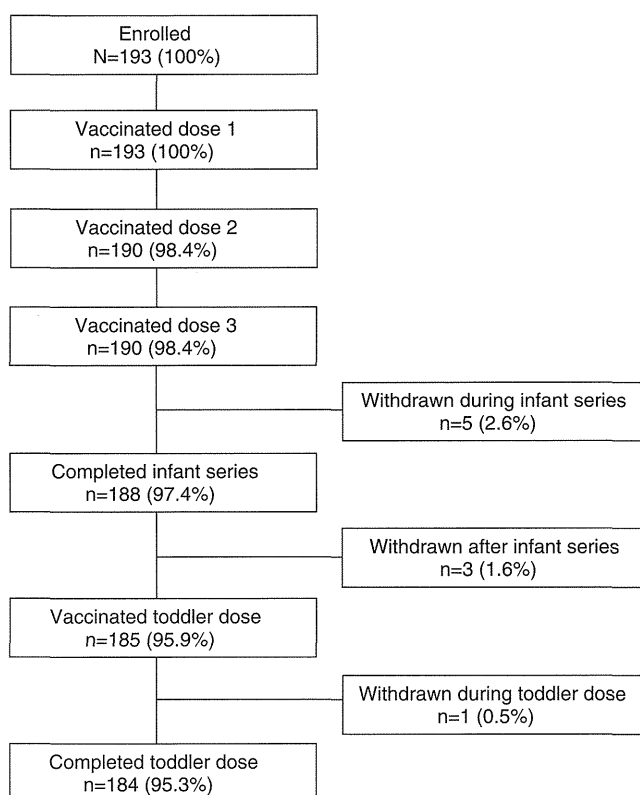 Enrolled
N=193 (100%)
Vaccinated dose 1
n=193 (100%)
Vaccinated dose 2
n=190 (98.4%)
Vaccinated dose 3
n=190 (98.4%)
Withdrawn during infant series
n=5 (2.6%)
Completed infant series
n=188 (97.4%)
Withdrawn after infant series
n=3 (1.6%)
Vaccinated toddler dose
n=185 (95.9%)
Withdrawn during toddler dose
n=1 (0.5%)
Completed toddler dose
n=184 (95.3%)